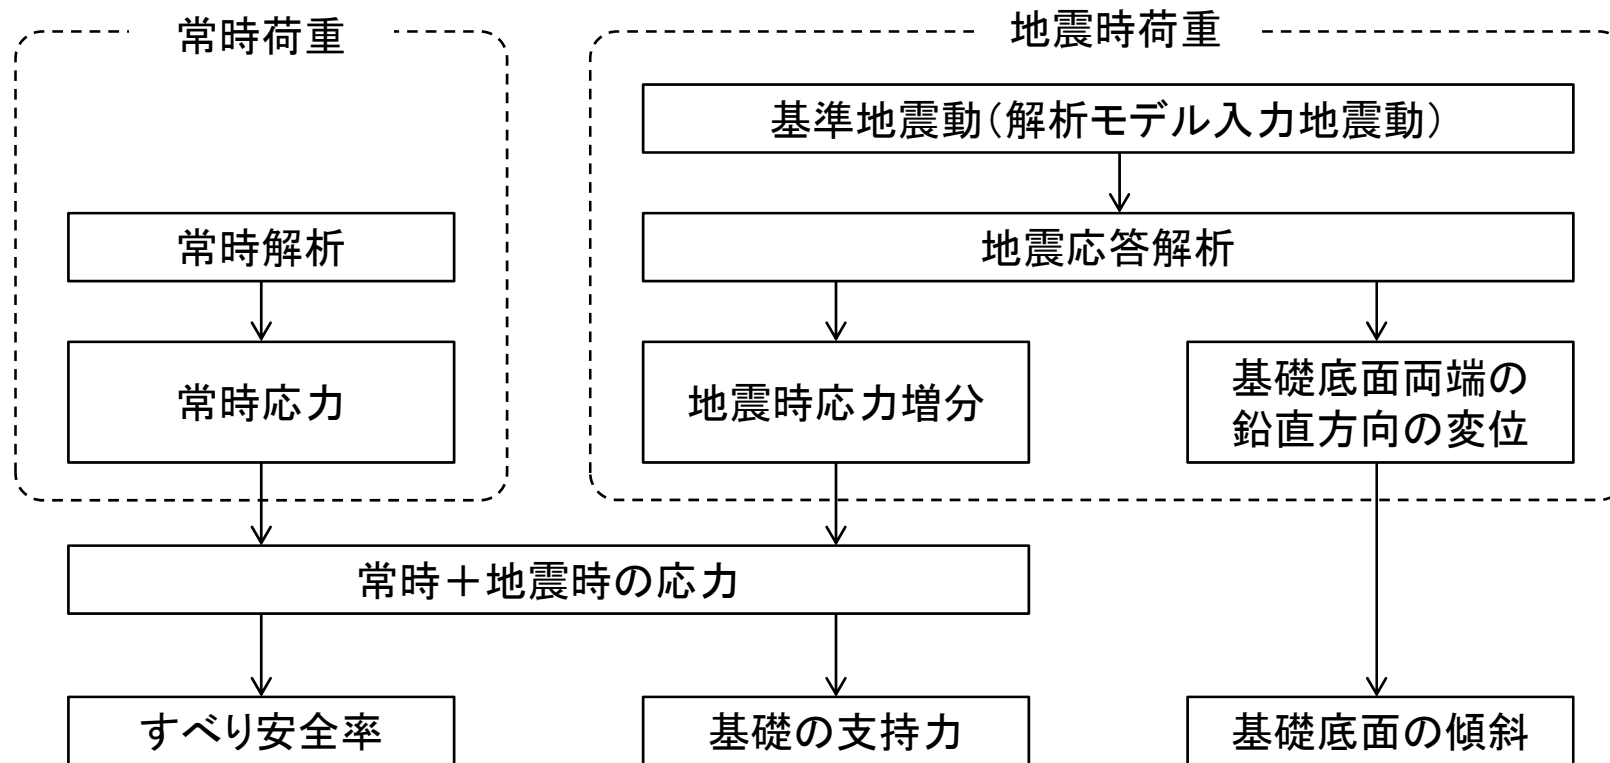 常時荷重
地震時荷重
基準地震動（解析モデル入力地震動）
常時解析
地震応答解析
常時応力
地震時応力増分
基礎底面両端の
鉛直方向の変位
常時＋地震時の応力
すべり安全率
基礎の支持力
基礎底面の傾斜